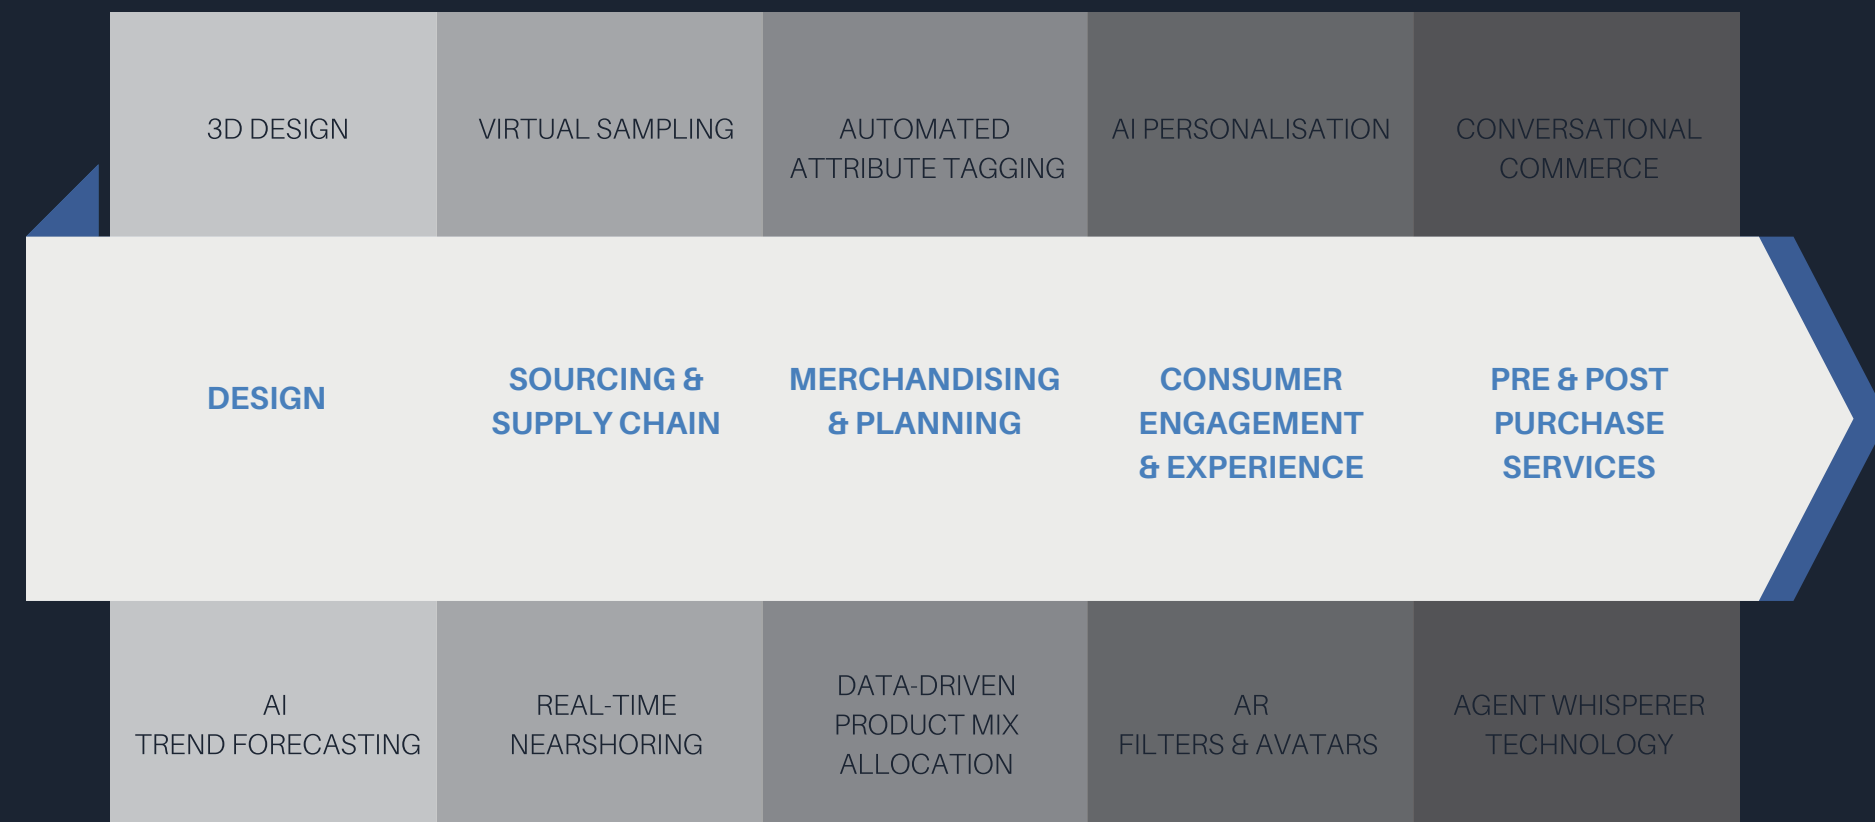 3D DESIGN
VIRTUAL SAMPLING
AUTOMATED
ATTRIBUTE TAGGING
AI PERSONALISATION
CONVERSATIONAL
COMMERCE
DESIGN
SOURCING &
SUPPLY CHAIN
MERCHANDISING
& PLANNING
CONSUMER
ENGAGEMENT
& EXPERIENCE
PRE & POST
PURCHASE
SERVICES
AI
TREND FORECASTING
REAL-TIME
NEARSHORING
DATA-DRIVEN
PRODUCT MIX
ALLOCATION
AR
FILTERS & AVATARS
AGENT WHISPERER
TECHNOLOGY